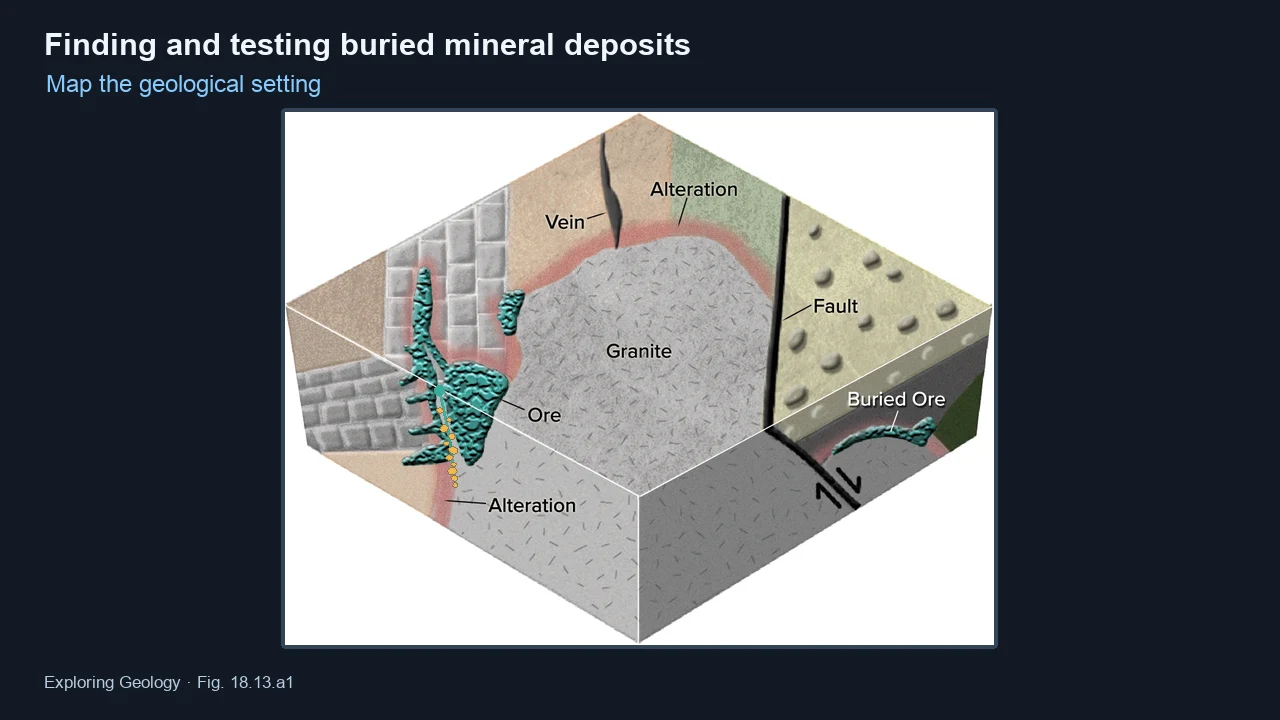 Finding and testing buried mineral deposits
Map the geological setting
Alteration
Vein
Fault
Granite
Buried Ore
Ore
Alteration
Exploring Geology · Fig. 18.13.a1